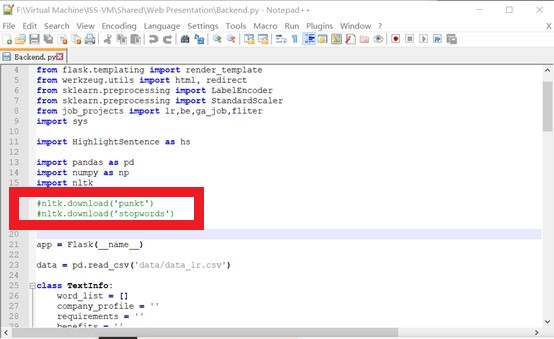 F:\Virtual Machine\ISS-VM\Shared\Web Presentation\Backend.py - Notepad++
File Edit Search View Encoding Language Settings Tools Macro Run Plugins Window ?
Backend.py
4 from flask.templating import render_template
5 from werkzeug.utils import html, redirect
6 from sklearn.preprocessing import LabelEncoder
7 from sklearn.preprocessing import StandardScaler
8 from job_projects import lr,be,ga_job,fliter
9 import sys
10
11 import HighlightSentence as hs
12
13 import pandas as pd
14 import numpy as np
15 import nltk
16
#nltk.download('punkt')
#nltk.download('stopwords')
20
21 app = Flask(__name__)
22
23 data = pd.read_csv('data/data_lr.csv')
24
25 class TextInfo:
26 word_list = []
27 company_profile = ''
28 requirements = ''
29 benefits = ''